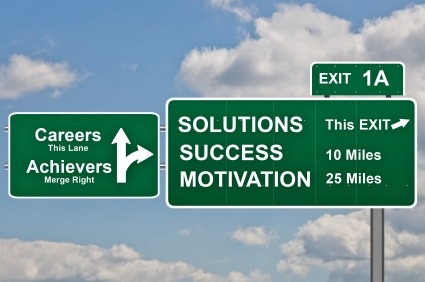 Careers
This Lane
Achievers
Merge Right
EXIT 1A
SOLUTIONS This EXIT
SUCCESS 10 Miles
MOTIVATION 25 Miles